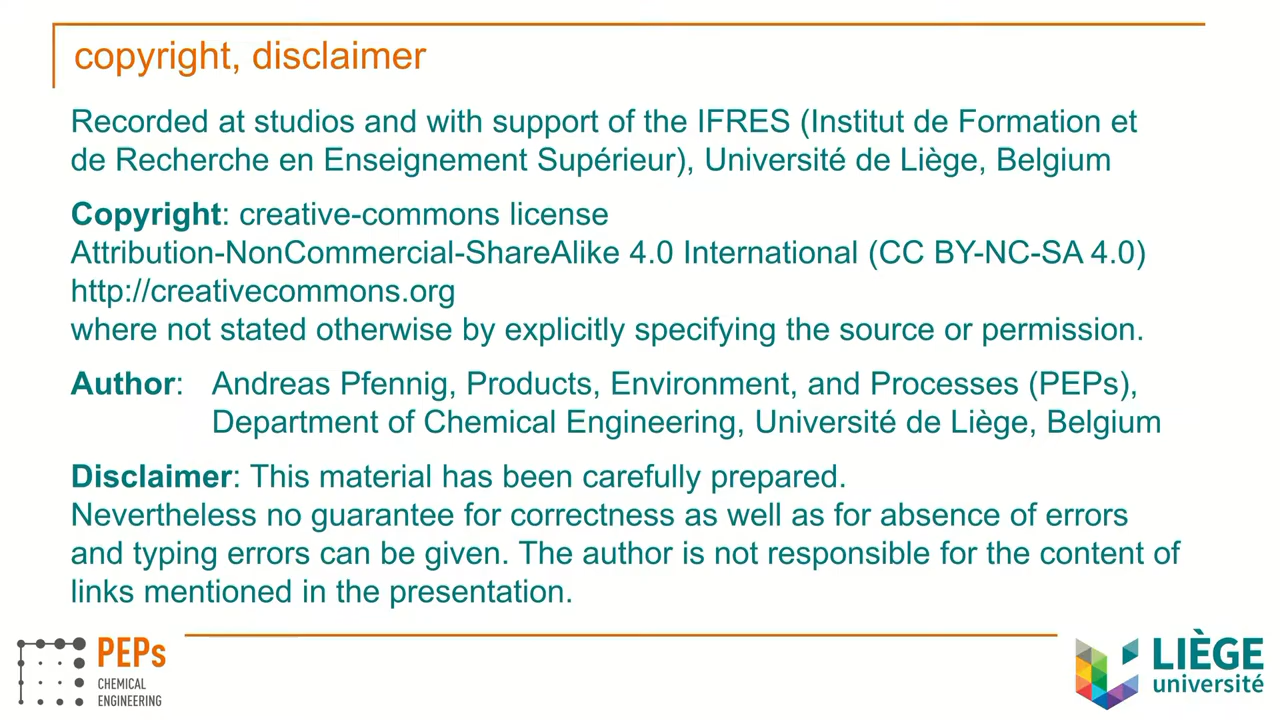 copyright, disclaimer
Recorded at studios and with support of the IFRES (Institut de Formation et
de Recherche en Enseignement Supérieur), Université de Liège, Belgium
Copyright: creative-commons license
Attribution-NonCommercial-ShareAlike 4.0 International (CC BY-NC-SA 4.0)
http://creativecommons.org
where not stated otherwise by explicitly specifying the source or permission.
Author: Andreas Pfennig, Products, Environment, and Processes (PEPs),
Department of Chemical Engineering, Université de Liège, Belgium
Disclaimer: This material has been carefully prepared.
Nevertheless no guarantee for correctness as well as for absence of errors
and typing errors can be given. The author is not responsible for the content of
links mentioned in the presentation.
PEPs
CHEMICAL
ENGINEERING
LIÈGE
université